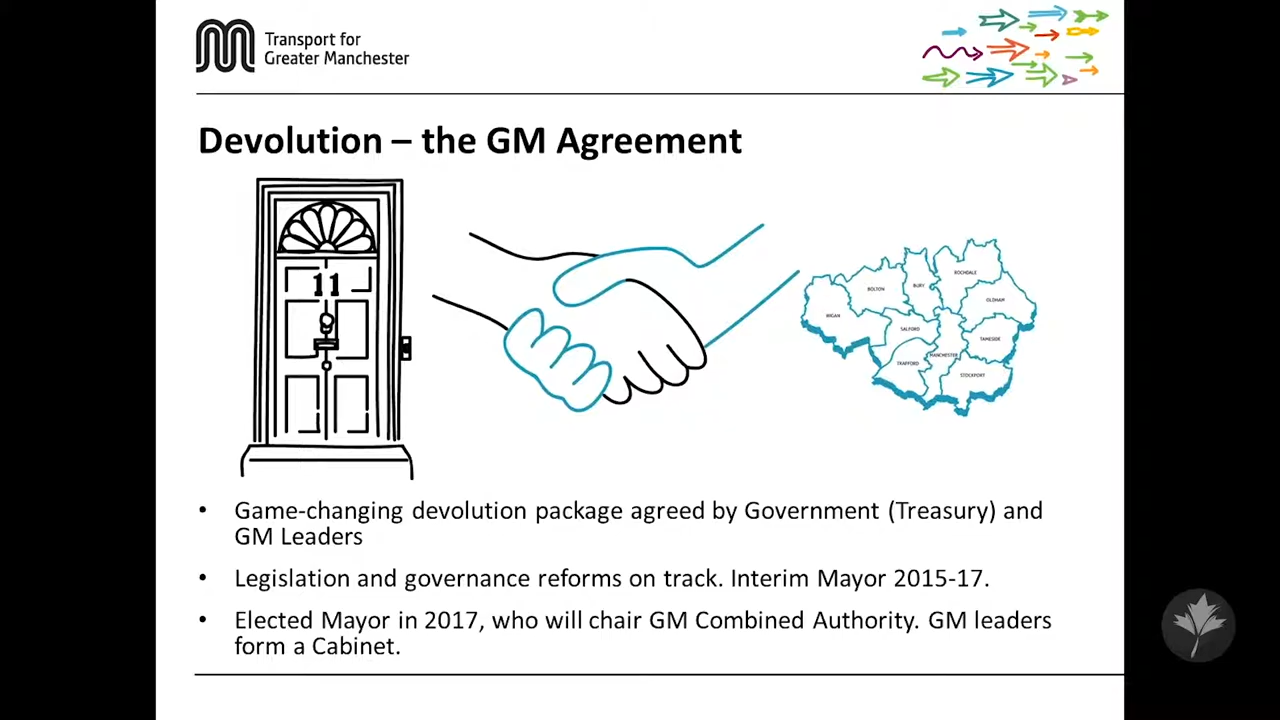 Transport for
Greater Manchester
Devolution – the GM Agreement
11
ROCHDALE
BURY
BOLTON
OLDHAM
WIGAN
SALFORD
TAMESIDE
MANCHESTER
TRAFFORD
STOCKPORT
• Game-changing devolution package agreed by Government (Treasury) and
GM Leaders
• Legislation and governance reforms on track. Interim Mayor 2015-17.
• Elected Mayor in 2017, who will chair GM Combined Authority. GM leaders
form a Cabinet.